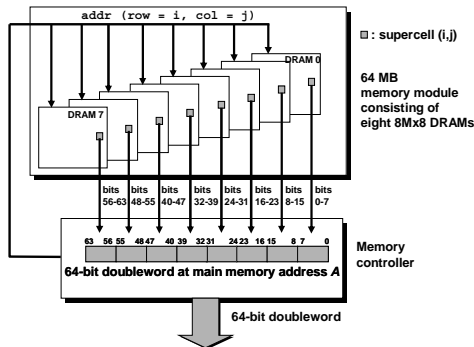 addr (row = i, col = j)
: supercell (i,j)
DRAM 0
64 MB
memory module
consisting of
eight 8Mx8 DRAMs
DRAM 7
bits bits bits bits bits bits bits bits
56-63 48-55 40-47 32-39 24-31 16-23 8-15 0-7
63 56 55 48 47 40 39 32 31 24 23 16 15 8 7 0
64-bit doubleword at main memory address A
Memory
controller
64-bit doubleword